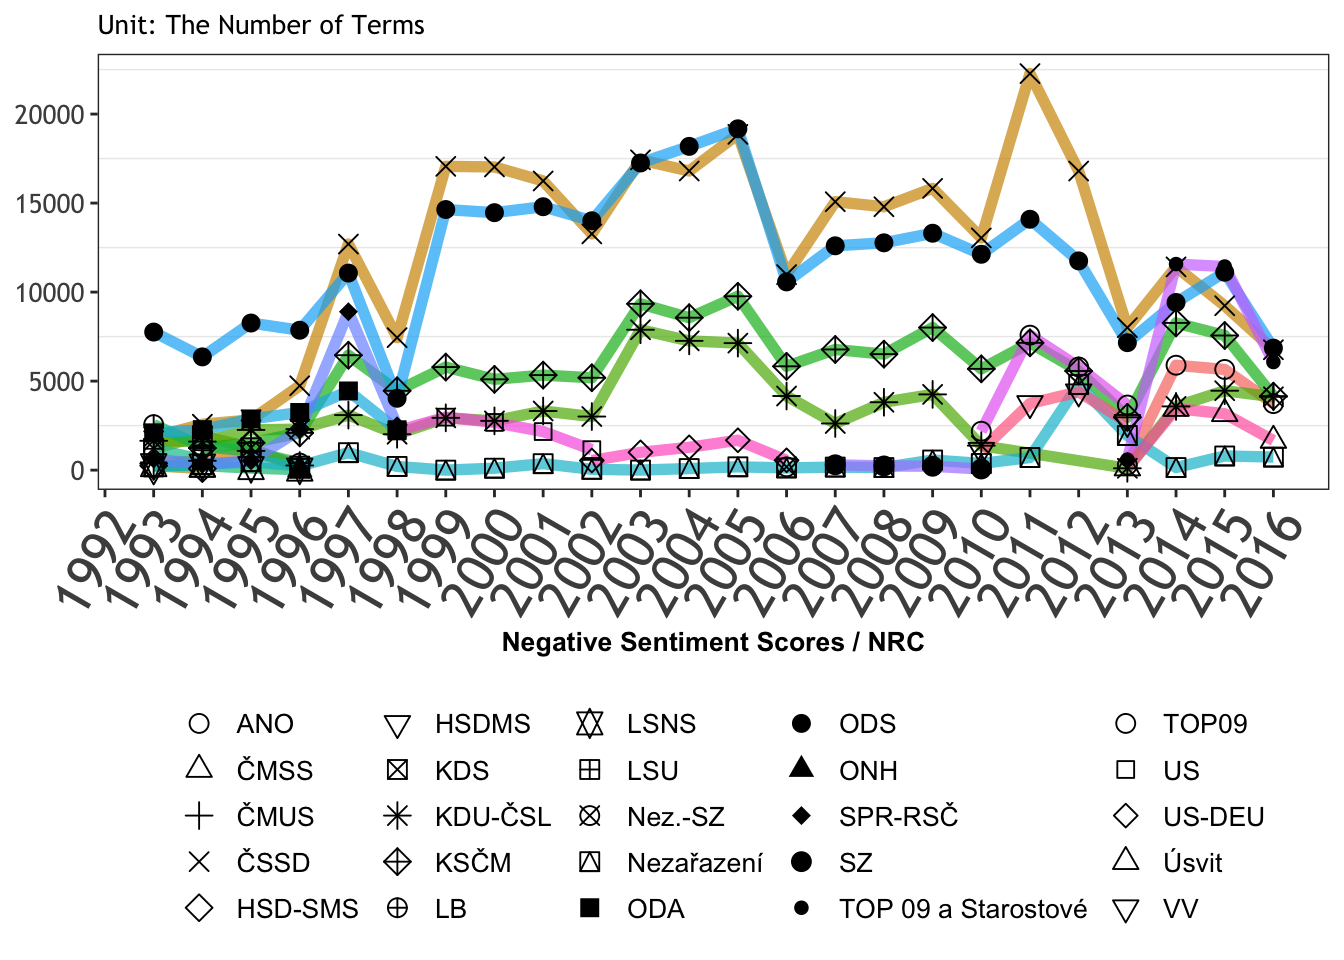 Unit: The Number of Terms
20000
15000
10000
5000
0
1992 1993 1994 1995 1996 1997 1998 1999 2000 2001 2002 2003 2004 2005 2006 2007 2008 2009 2010 2011 2012 2013 2014 2015 2016
Negative Sentiment Scores / NRC
ANO HSDMS LSNS ODS TOP09
ČMSS KDS LSU ONH US
ČMUS KDU-ČSL Nez.-SZ SPR-RSČ US-DEU
ČSSD KSČM Nezařazení SZ Úsvit
HSD-SMS LB ODA TOP 09 a Starostové VV